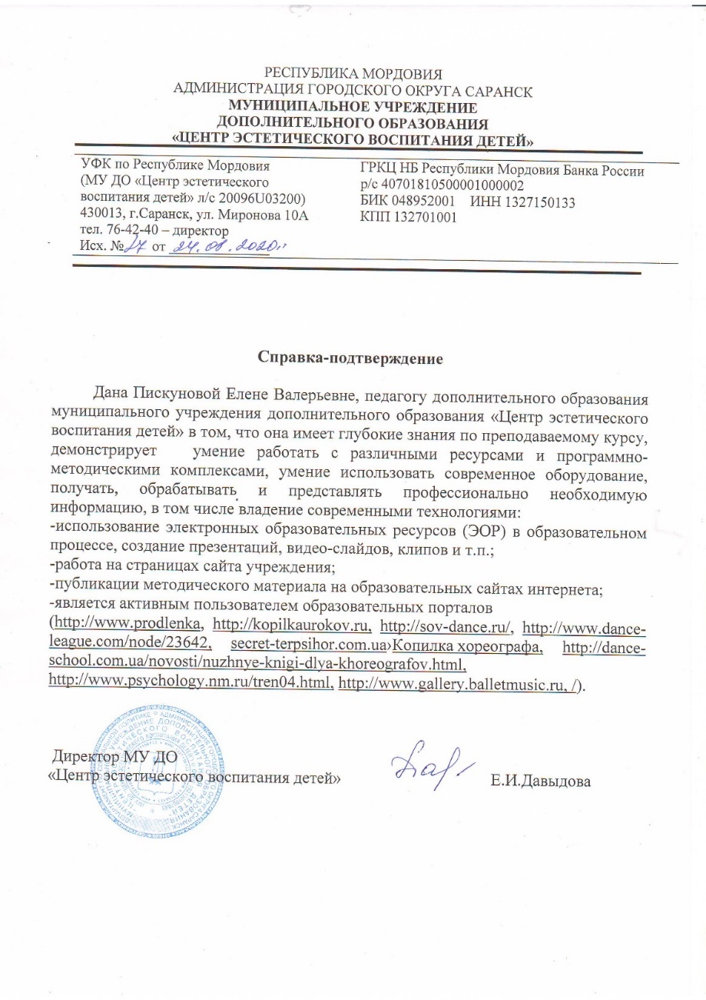 РЕСПУБЛИКА МОРДОВИЯ
АДМИНИСТРАЦИЯ ГОРОДСКОГО ОКРУГА САРАНСК
МУНИЦИПАЛЬНОЕ УЧРЕЖДЕНИЕ
ДОПОЛНИТЕЛЬНОГО ОБРАЗОВАНИЯ
«ЦЕНТР ЭСТЕТИЧЕСКОГО ВОСПИТАНИЯ ДЕТЕЙ»
УФК по Республике Мордовия
(МУ ДО «Центр эстетического
воспитания детей» л/с 20096U03200)
430013, г.Саранск, ул. Миронова 10А
тел. 76-42-40 – директор
Исх. №27 от 24.08.2020г
ГРКЦ НБ Республики Мордовия Банка России
р/с 40701810500001000002
БИК 048952001 ИНН 1327150133
КПП 132701001
Справка-подтверждение
Дана Пискуновой Елене Валерьевне, педагогу дополнительного образования
муниципального учреждения дополнительного образования «Центр эстетического
воспитания детей» в том, что она имеет глубокие знания по преподаваемому курсу,
демонстрирует умение работать с различными ресурсами и программно-
методическими комплексами, умение использовать современное оборудование,
получать, обрабатывать и представлять профессионально необходимую
информацию, в том числе владение современными технологиями:
-использование электронных образовательных ресурсов (ЭОР) в образовательном
процессе, создание презентаций, видео-слайдов, клипов и т.п.;
-работа на страницах сайта учреждения;
-публикации методического материала на образовательных сайтах интернета;
-является активным пользователем образовательных порталов
(http://www.prodlenka, http://kopilkaurokov.ru, http://sov-dance.ru/, http://www.dance-
league.com/node/23642, secret-terpsihor.com.ua›Копилка хореографа, http://dance-
school.com.ua/novosti/nuzhnye-knigi-dlya-khoreografov.html,
http://www.psychology.nm.ru/tren04.html, http://www.gallery.balletmusic.ru, /).
Директор МУ ДО
«Центр эстетического воспитания детей»
Е.И.Давыдова